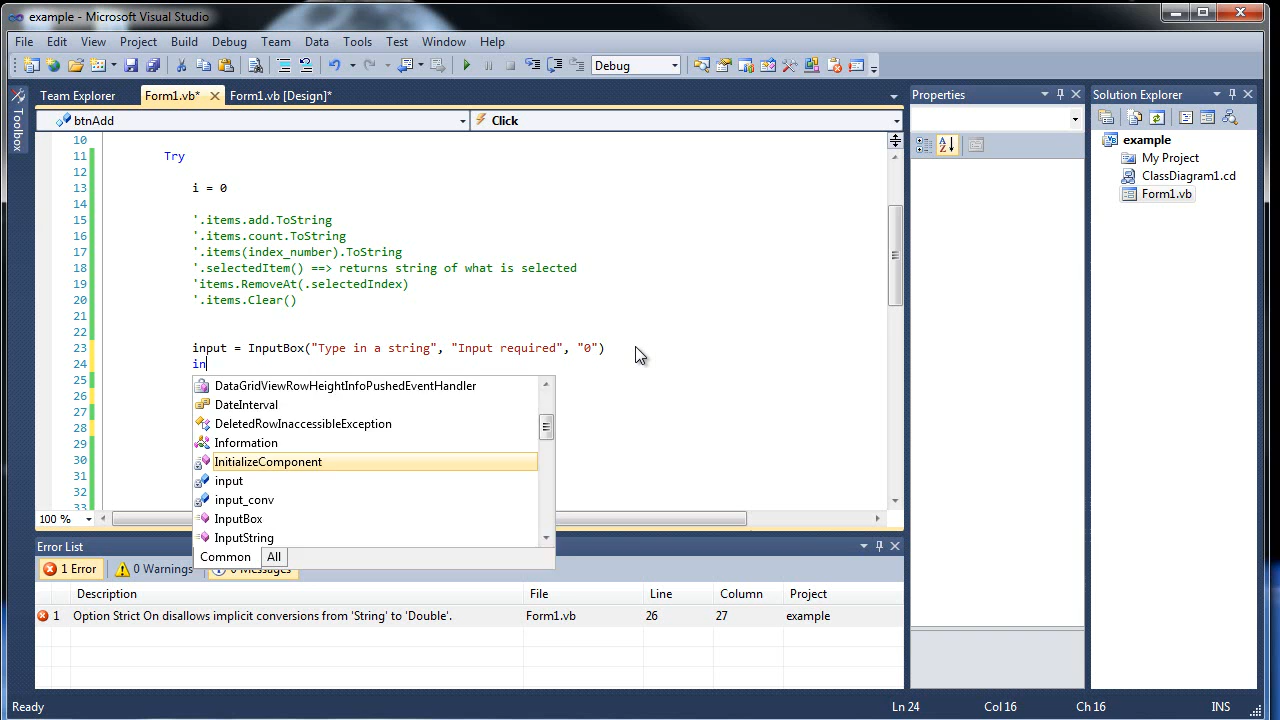 example - Microsoft Visual Studio
File Edit View Project Build Debug Team Data Tools Test Window Help
Debug
Team Explorer Form1.vb* Form1.vb [Design]*
btnAdd Click
10
11 Try
12
13 i = 0
14
15 '.items.add.ToString
16 '.items.count.ToString
17 '.items(index_number).ToString
18 '.selectedItem() ==> returns string of what is selected
19 'items.RemoveAt(.selectedIndex)
20 '.items.Clear()
21
22
23 input = InputBox("Type in a string", "Input required", "0")
24 in
25
26
27
28
29
30
31
32
33
DataGridViewRowHeightInfoPushedEventHandler
DateInterval
DeletedRowInaccessibleException
Information
InitializeComponent
input
input_conv
InputBox
InputString
Common All
100 %
Toolbox
Properties
Solution Explorer
example
My Project
ClassDiagram1.cd
Form1.vb
Error List
1 Error 0 Warnings 0 Messages
Description File Line Column Project
1 Option Strict On disallows implicit conversions from 'String' to 'Double'. Form1.vb 26 27 example
Ready Ln 24 Col 16 Ch 16 INS